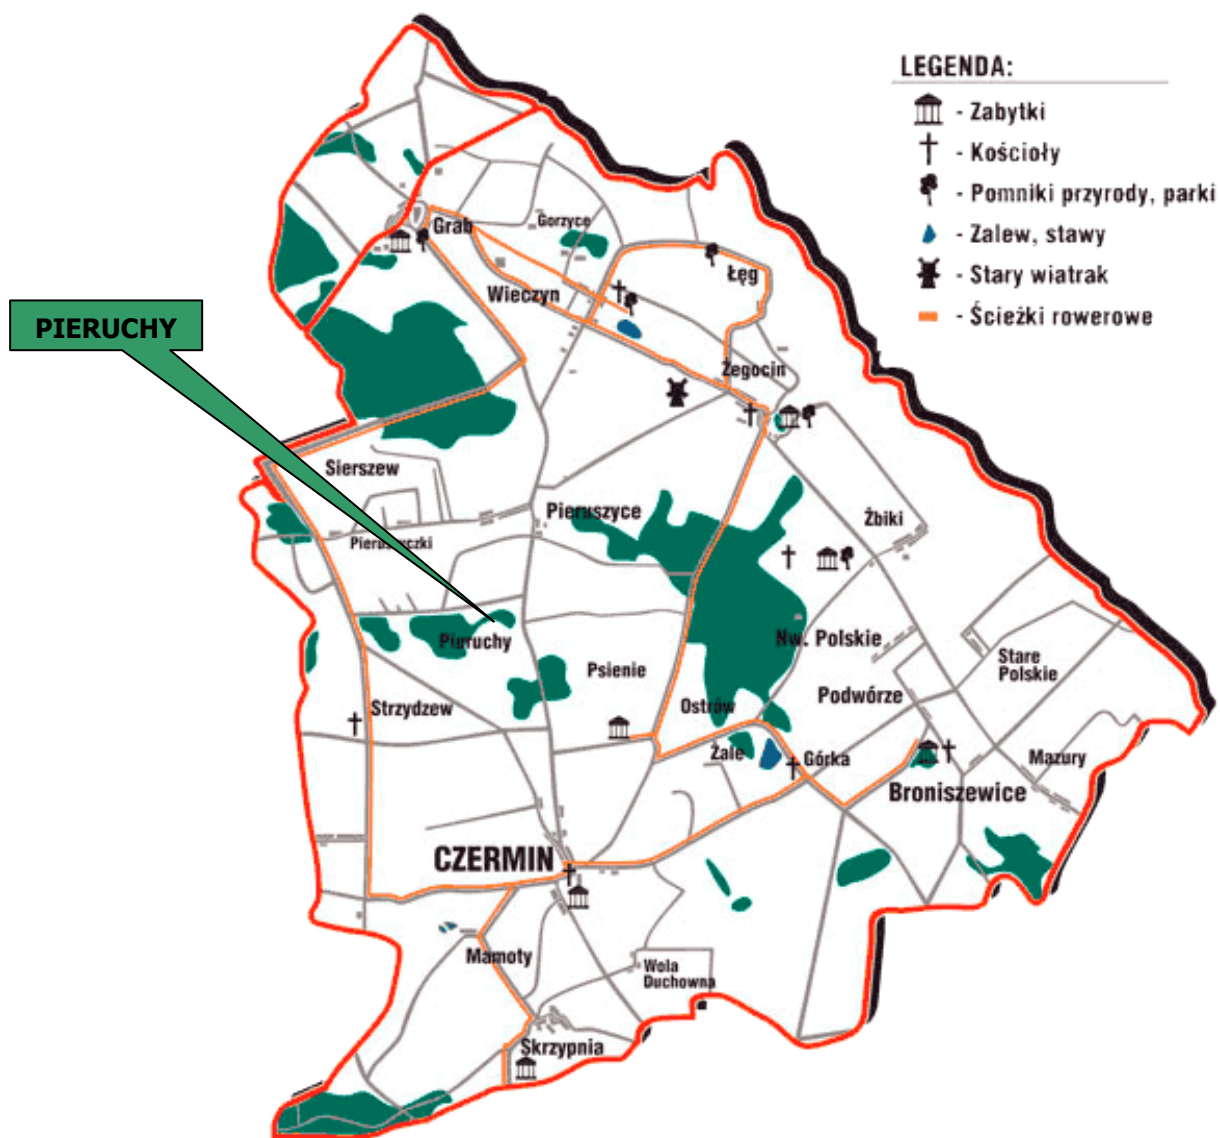 LEGENDA:
- Zabytki
- Kościoły
- Pomniki przyrody, parki
- Zalew, stawy
- Stary wiatrak
- Ścieżki rowerowe
Grab
Gorzyce
Łęg
Wieczyn
PIERUCHY
Żegocin
Sierszew
Pieruszyce
Żbiki
Pieruszyczki
Pieruchy
Nw. Polskie
Stare
Polskie
Psienie
Podwórze
Strzydzew
Ostrów
Żale
Górka
Mazury
Broniszewice
CZERMIN
Mamoty
Wola
Duchowna
Skrzypnia